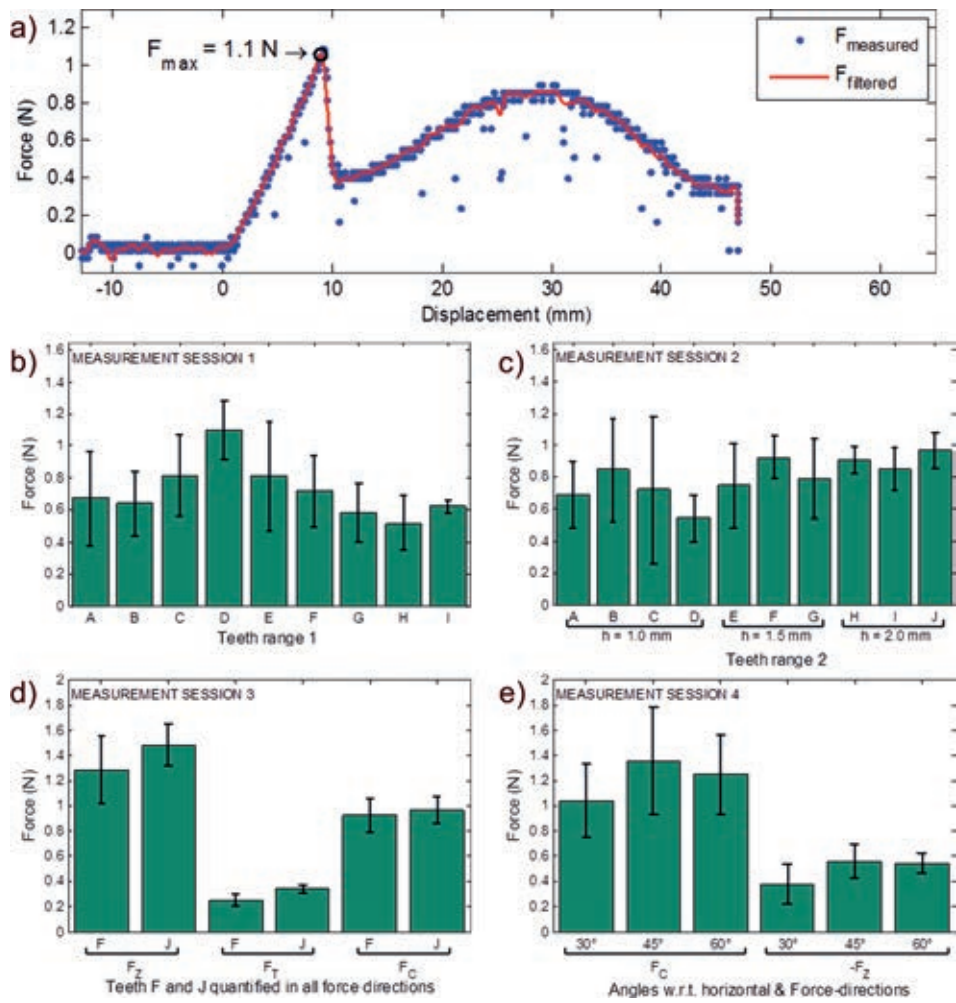 a)
Force (N)
1.2
1
0.8
0.6
0.4
0.2
0
F max = 1.1 N →
F measured
F filtered
-10 0 10 20 30 40 50 60
Displacement (mm)
b)
MEASUREMENT SESSION 1
Force (N)
1.6
1.4
1.2
1
0.8
0.6
0.4
0.2
0
A B C D E F G H I
Teeth range 1
c)
MEASUREMENT SESSION 2
Force (N)
1.6
1.4
1.2
1
0.8
0.6
0.4
0.2
0
A B C D E F G H I J
h = 1.0 mm h = 1.5 mm h = 2.0 mm
Teeth range 2
d)
MEASUREMENT SESSION 3
Force (N)
2
1.8
1.6
1.4
1.2
1
0.8
0.6
0.4
0.2
0
F J F J F J
F Z F T F C
Teeth F and J quantified in all force directions
e)
MEASUREMENT SESSION 4
Force (N)
2
1.8
1.6
1.4
1.2
1
0.8
0.6
0.4
0.2
0
30° 45° 60° 30° 45° 60°
F C -F Z
Angles w.r.t. horizontal & Force-directions